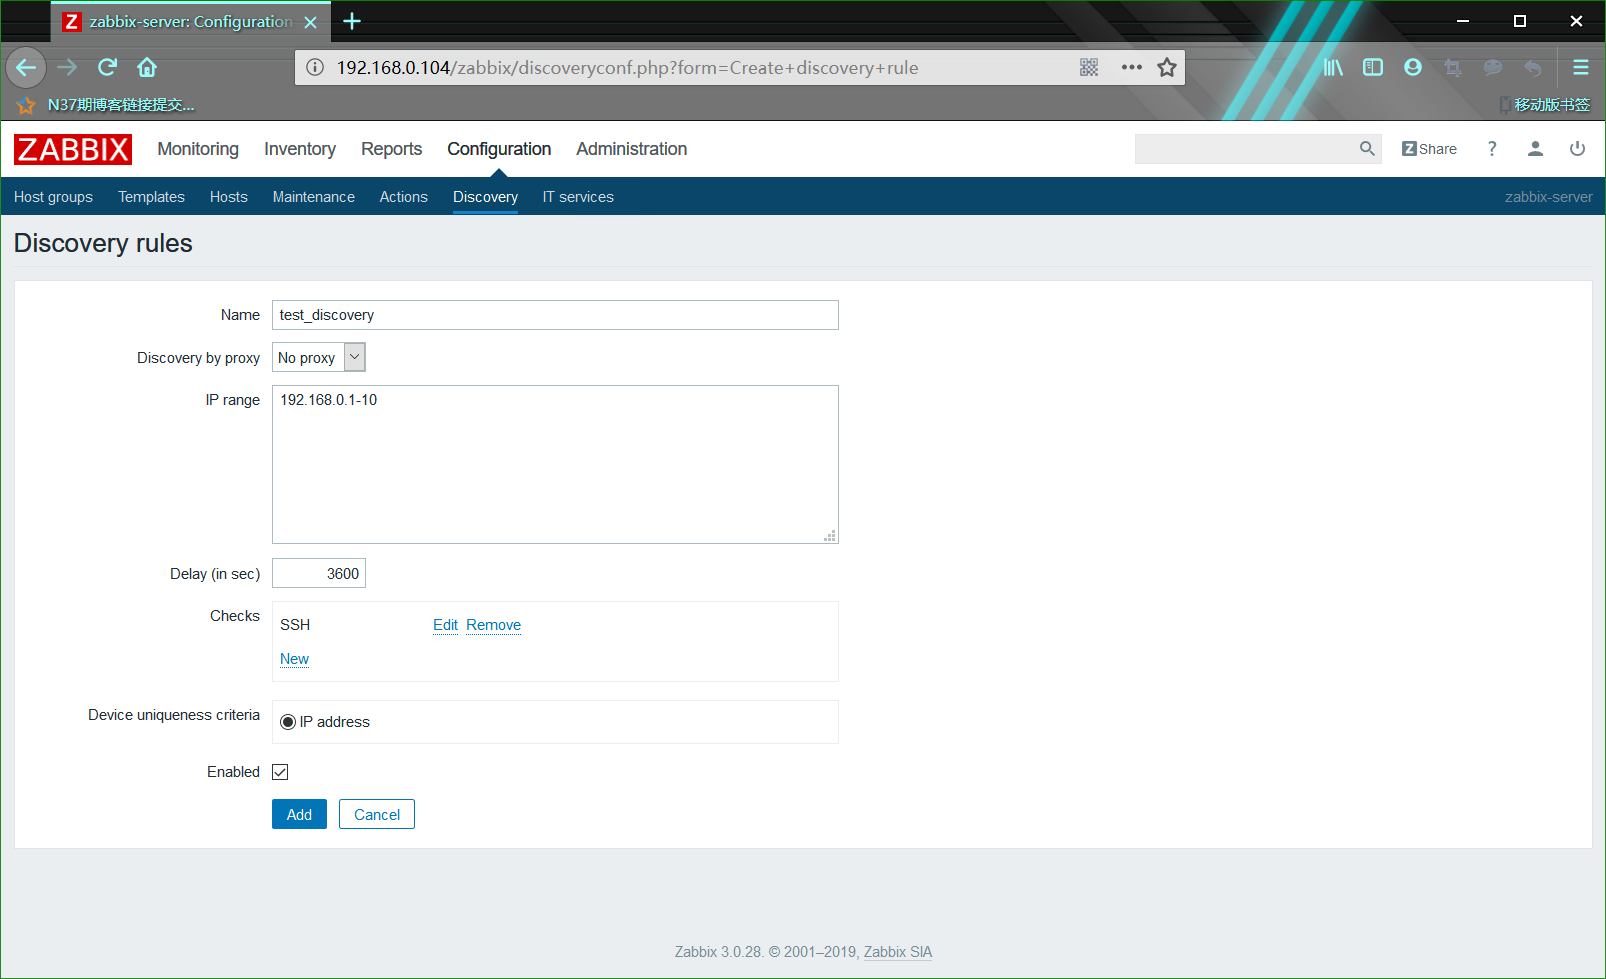 Z zabbix-server: Configuration
192.168.0.104/zabbix/discoveryconf.php?form=Create+discovery+rule
N37期博客链接提交...
移动版书签
ZABBIX Monitoring Inventory Reports Configuration Administration Z Share ?
Host groups Templates Hosts Maintenance Actions Discovery IT services zabbix-server
Discovery rules
Name test_discovery
Discovery by proxy No proxy
IP range 192.168.0.1-10
Delay (in sec) 3600
Checks SSH Edit Remove
New
Device uniqueness criteria IP address
Enabled
Add Cancel
Zabbix 3.0.28. © 2001–2019, Zabbix SIA